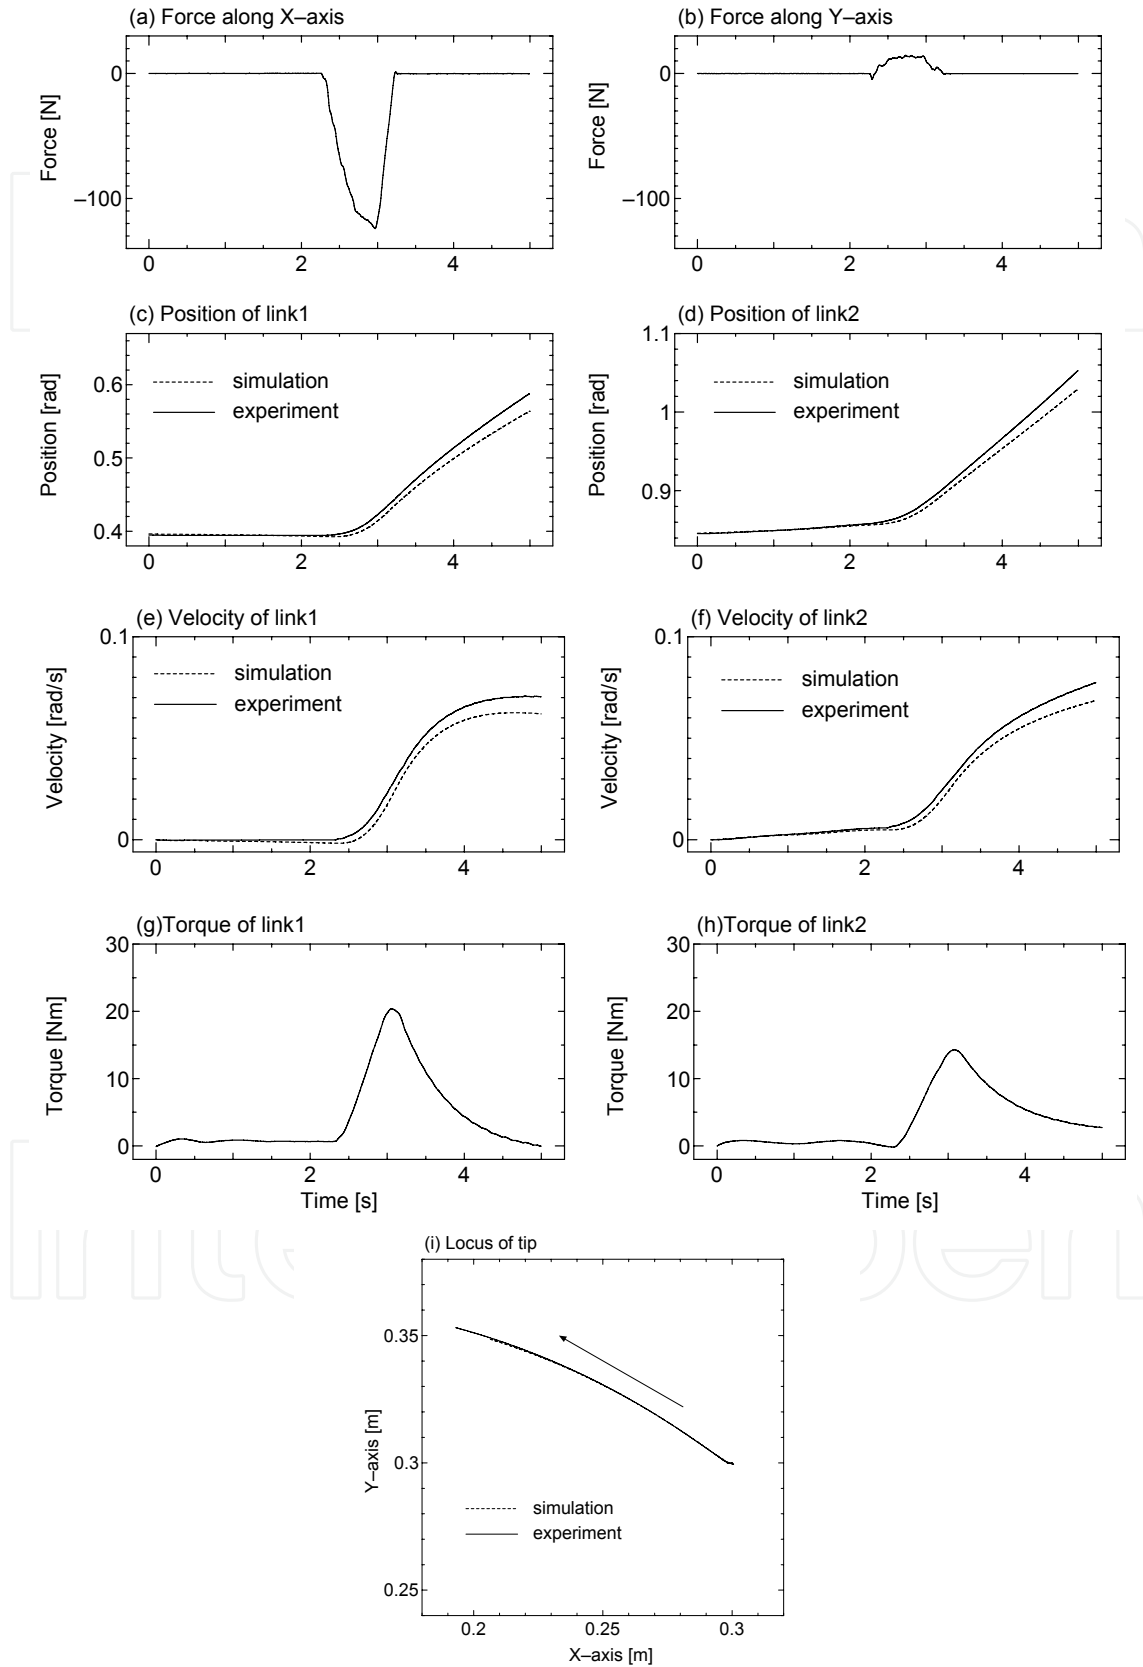 (a) Force along X–axis
(b) Force along Y–axis
0
–100
Force [N]
0 2 4
0
–100
Force [N]
0 2 4
(c) Position of link1
0.6
0.5
0.4
Position [rad]
simulation
experiment
0 2 4
(d) Position of link2
1.1
1
0.9
Position [rad]
simulation
experiment
0 2 4
(e) Velocity of link1
0.1
0
Velocity [rad/s]
simulation
experiment
0 2 4
(f) Velocity of link2
0.1
0
Velocity [rad/s]
simulation
experiment
0 2 4
(g)Torque of link1
30
20
10
0
Torque [Nm]
0 2 4
Time [s]
(h)Torque of link2
30
20
10
0
Torque [Nm]
0 2 4
Time [s]
(i) Locus of tip
0.35
0.3
0.25
Y–axis [m]
simulation
experiment
0.2 0.25 0.3
X–axis [m]